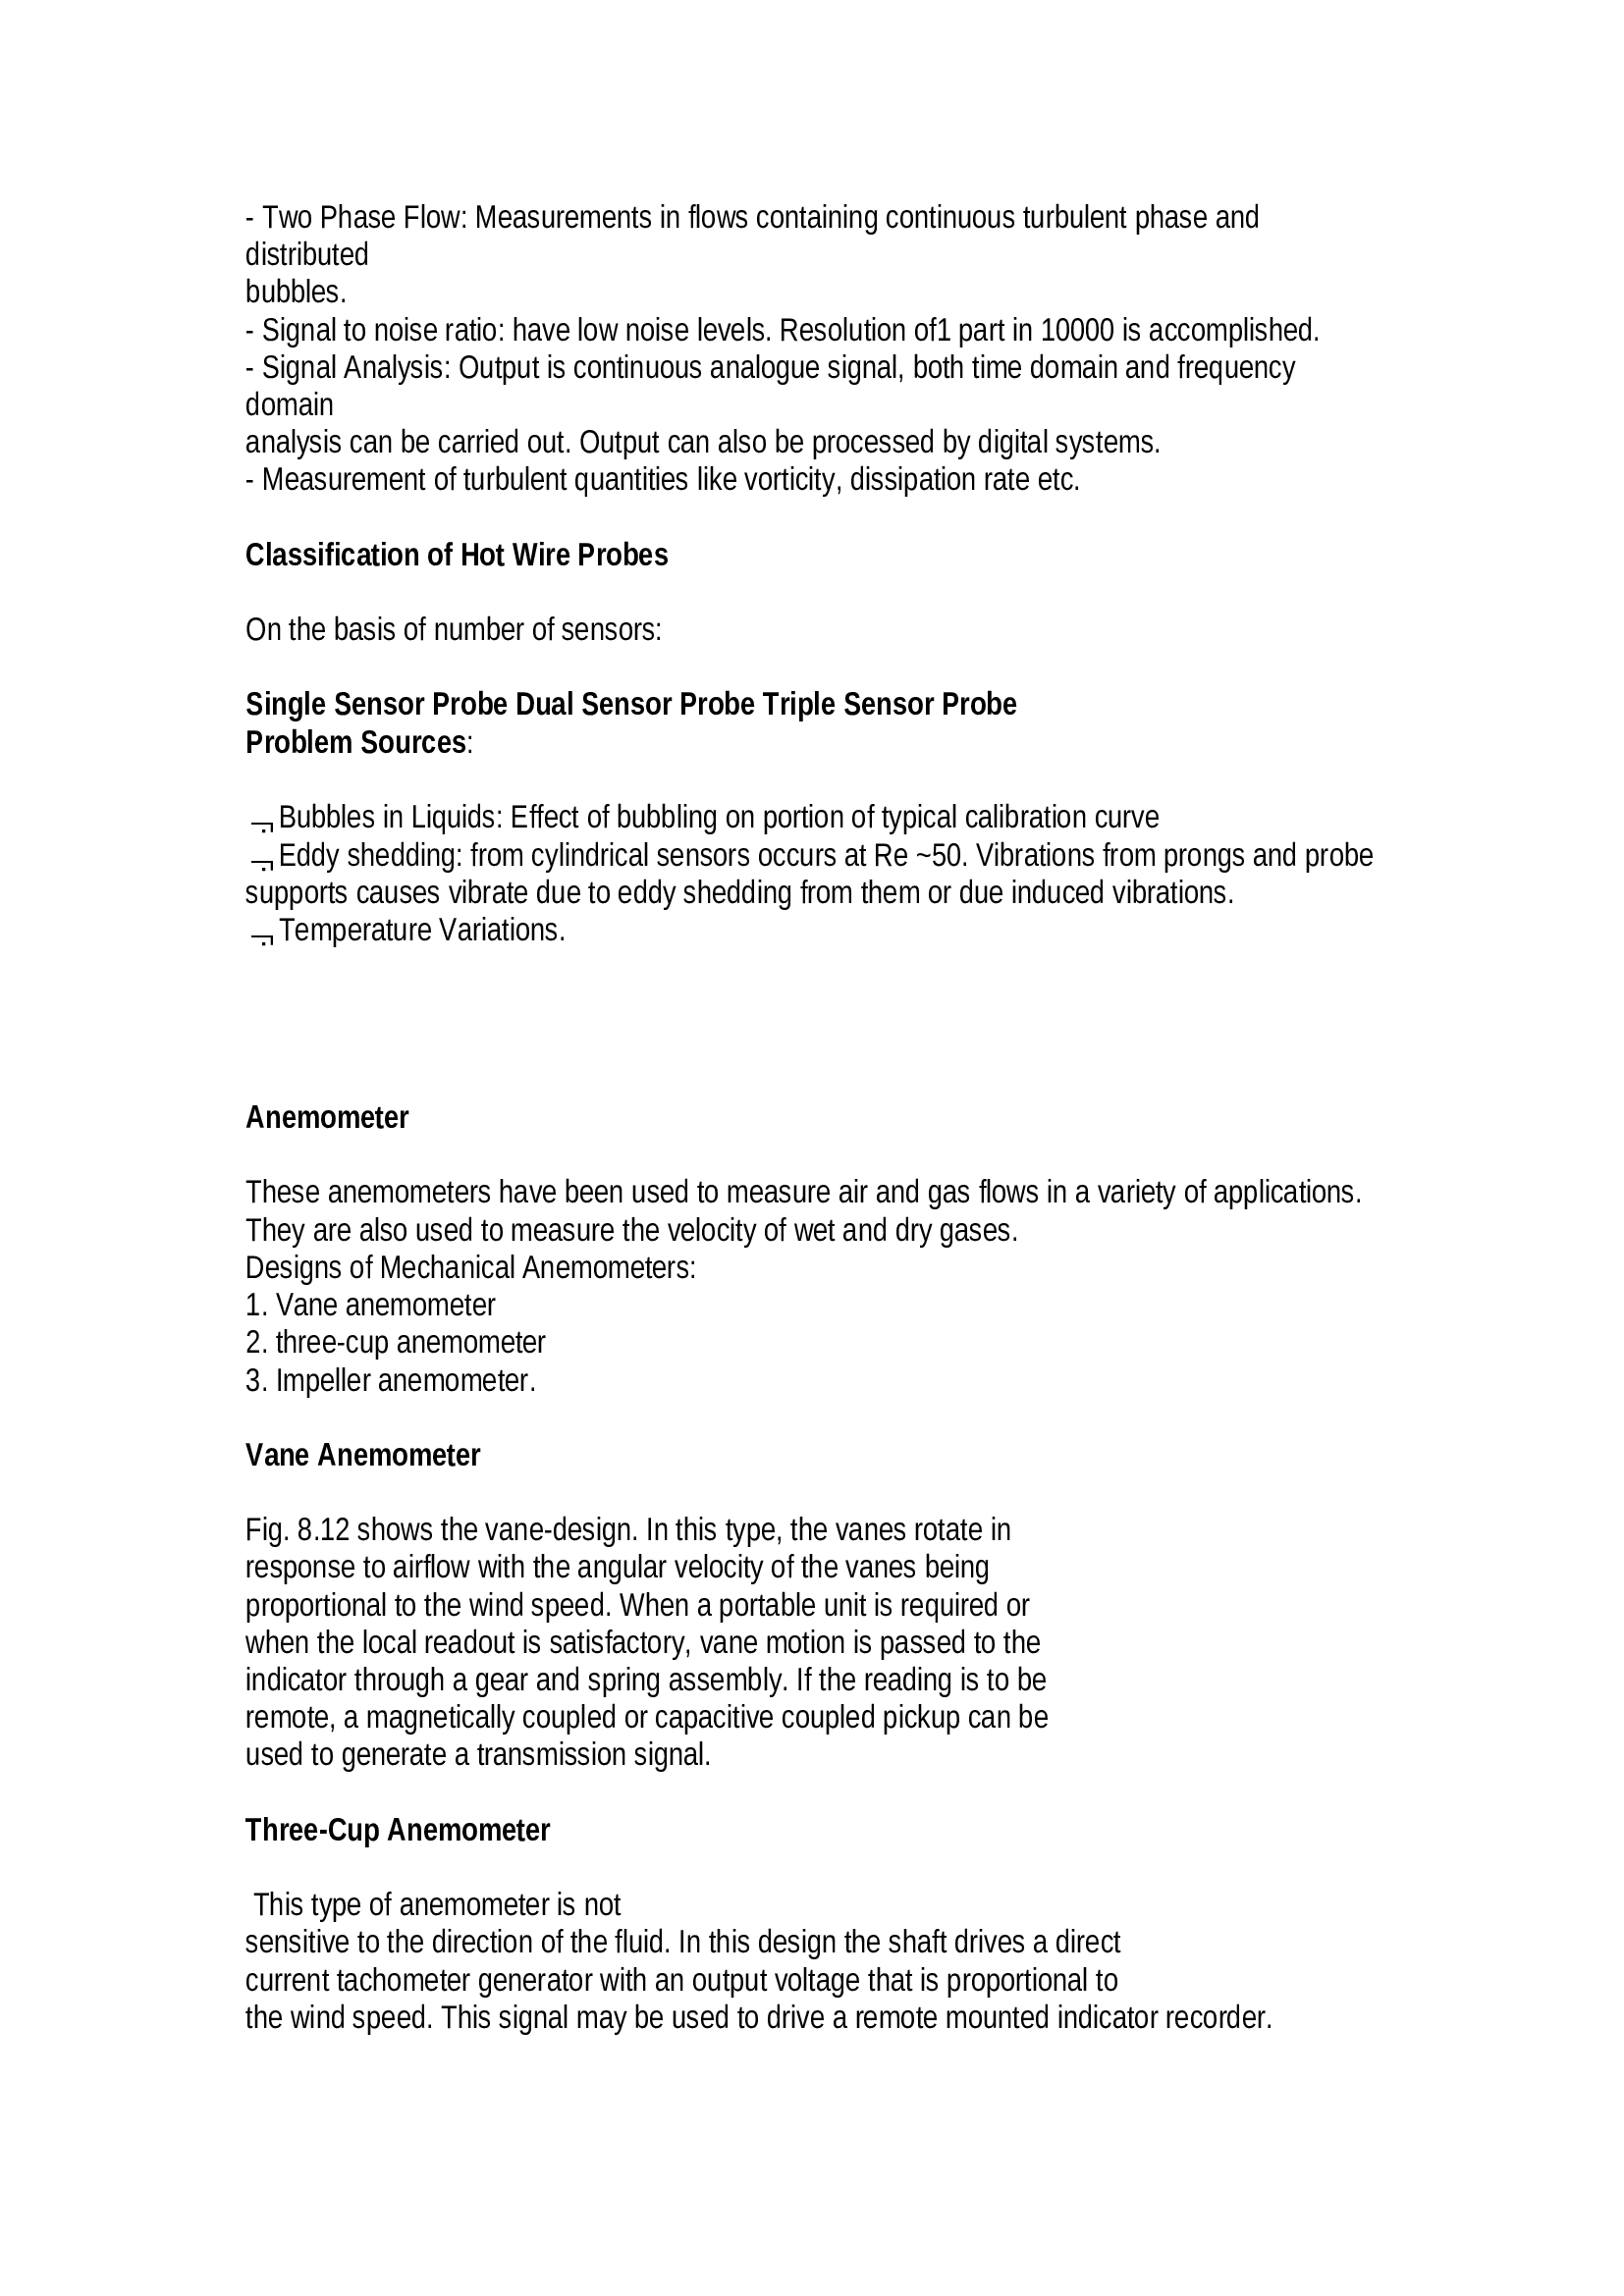 - Two Phase Flow: Measurements in flows containing continuous turbulent phase and
distributed
bubbles.
- Signal to noise ratio: have low noise levels. Resolution of1 part in 10000 is accomplished.
- Signal Analysis: Output is continuous analogue signal, both time domain and frequency
domain
analysis can be carried out. Output can also be processed by digital systems.
- Measurement of turbulent quantities like vorticity, dissipation rate etc.
Classification of Hot Wire Probes
On the basis of number of sensors:
Single Sensor Probe Dual Sensor Probe Triple Sensor Probe
Problem Sources:
Bubbles in Liquids: Effect of bubbling on portion of typical calibration curve
Eddy shedding: from cylindrical sensors occurs at Re ~50. Vibrations from prongs and probe
supports causes vibrate due to eddy shedding from them or due induced vibrations.
Temperature Variations.
Anemometer
These anemometers have been used to measure air and gas flows in a variety of applications.
They are also used to measure the velocity of wet and dry gases.
Designs of Mechanical Anemometers:
1. Vane anemometer
2. three-cup anemometer
3. Impeller anemometer.
Vane Anemometer
Fig. 8.12 shows the vane-design. In this type, the vanes rotate in
response to airflow with the angular velocity of the vanes being
proportional to the wind speed. When a portable unit is required or
when the local readout is satisfactory, vane motion is passed to the
indicator through a gear and spring assembly. If the reading is to be
remote, a magnetically coupled or capacitive coupled pickup can be
used to generate a transmission signal.
Three-Cup Anemometer
This type of anemometer is not
sensitive to the direction of the fluid. In this design the shaft drives a direct
current tachometer generator with an output voltage that is proportional to
the wind speed. This signal may be used to drive a remote mounted indicator recorder.